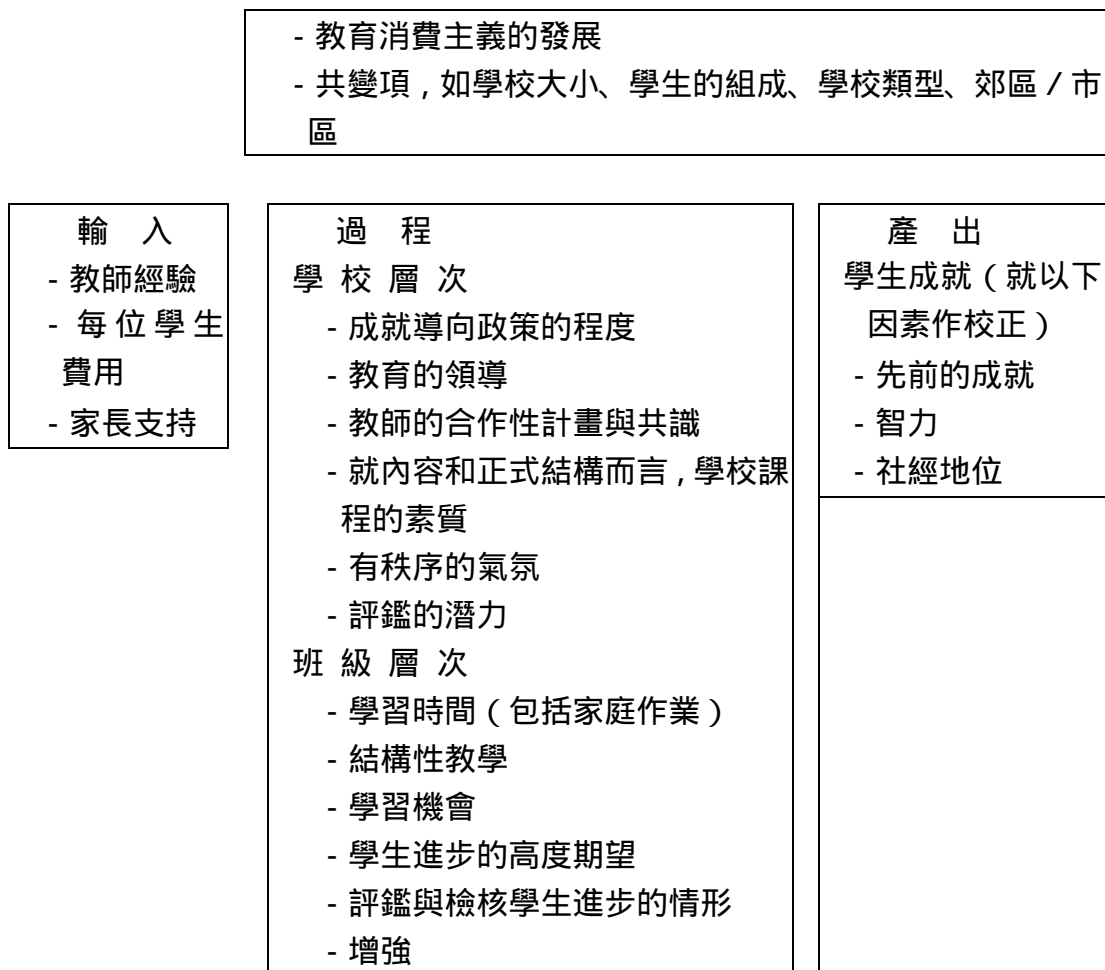 - 教育消費主義的發展
- 共變項，如學校大小、學生的組成、學校類型、郊區／市
區
輸 入
- 教師經驗
- 每位學生
費用
- 家長支持
過 程
學校層次
- 成就導向政策的程度
- 教育的領導
- 教師的合作性計畫與共識
- 就內容和正式結構而言，學校課
程的素質
- 有秩序的氣氛
- 評鑑的潛力
班級層次
- 學習時間（包括家庭作業）
- 結構性教學
- 學習機會
- 學生進步的高度期望
- 評鑑與檢核學生進步的情形
- 增強
產 出
學生成就（就以下
因素作校正）
- 先前的成就
- 智力
- 社經地位